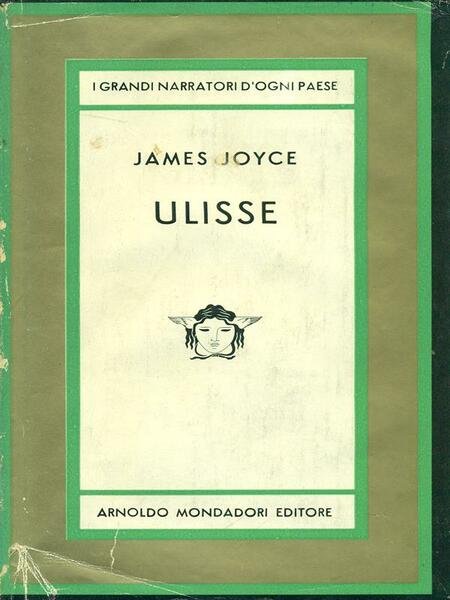 I GRANDI NARRATORI D'OGNI PAESE
JAMES JOYCE
ULISSE
ARNOLDO MONDADORI EDITORE